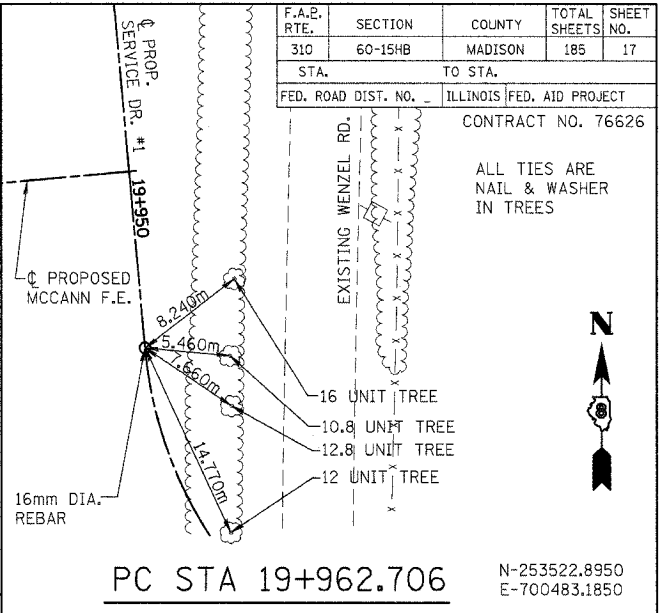 F.A.P. RTE. SECTION COUNTY TOTAL SHEETS SHEET NO.
310 60-15HB MADISON 185 17
STA. TO STA.
FED. ROAD DIST. NO. _ ILLINOIS FED. AID PROJECT
CONTRACT NO. 76626
ALL TIES ARE
NAIL & WASHER
IN TREES
℄ PROP.
SERVICE DR. #1
19+950
EXISTING WENZEL RD.
℄ PROPOSED
MCCANN F.E.
8.240m
5.460m
7.660m
14.770m
N
8
16 UNIT TREE
10.8 UNIT TREE
12.8 UNIT TREE
12 UNIT TREE
16mm DIA.
REBAR
PC STA 19+962.706
N-253522.8950
E-700483.1850